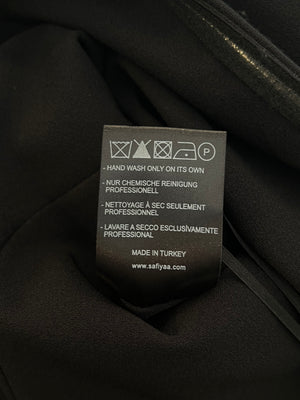 P
- HAND WASH ONLY ON ITS OWN
- NUR CHEMISCHE REINIGUNG
PROFESSIONELL
- NETTOYAGE À SEC SEULEMENT
PROFESSIONNEL
- LAVARE A SECCO ESCLUSÌVAMENTE
PROFESSIONAL
MADE IN TURKEY
www.safiyaa.com